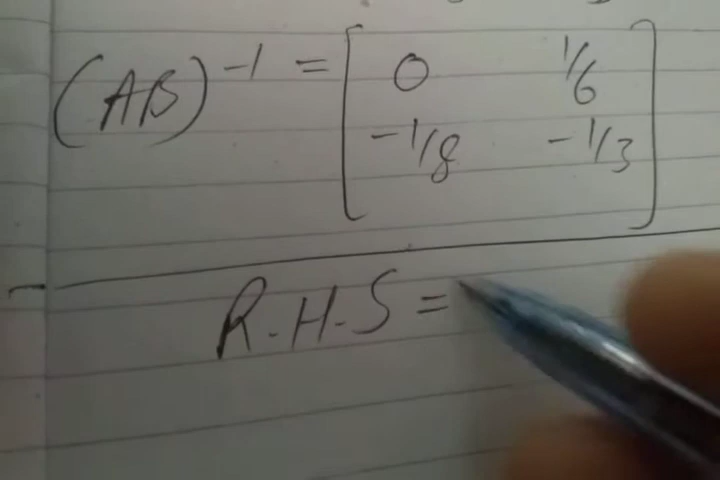 (AB)⁻¹ = [ 0 1/6
-1/8 -1/3 ]
R.H.S =